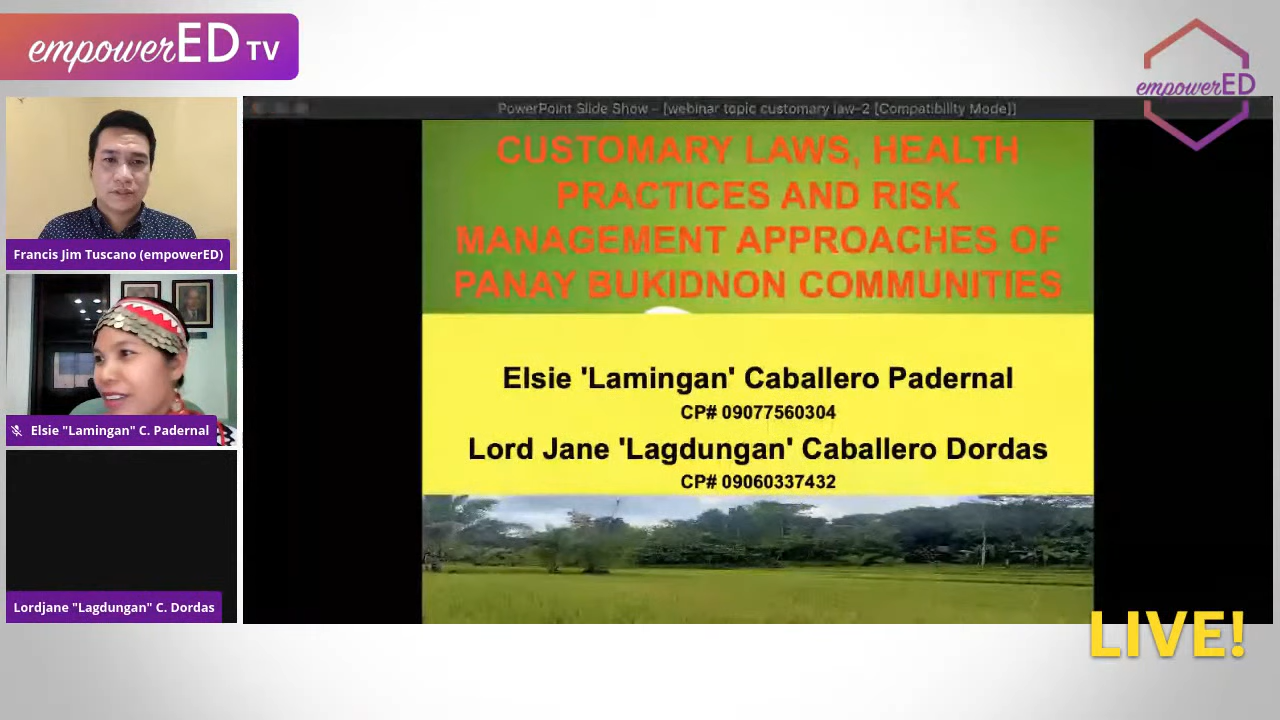 empowerED TV
empowerED
PowerPoint Slide Show - [webinar topic customary law-2 [Compatibility Mode]]
Francis Jim Tuscano (empowerED)
Elsie "Lamingan" C. Padernal
Lordjane "Lagdungan" C. Dordas
CUSTOMARY LAWS, HEALTH
PRACTICES AND RISK
MANAGEMENT APPROACHES OF
PANAY BUKIDNON COMMUNITIES
Elsie 'Lamingan' Caballero Padernal
CP# 09077560304
Lord Jane 'Lagdungan' Caballero Dordas
CP# 09060337432
LIVE!